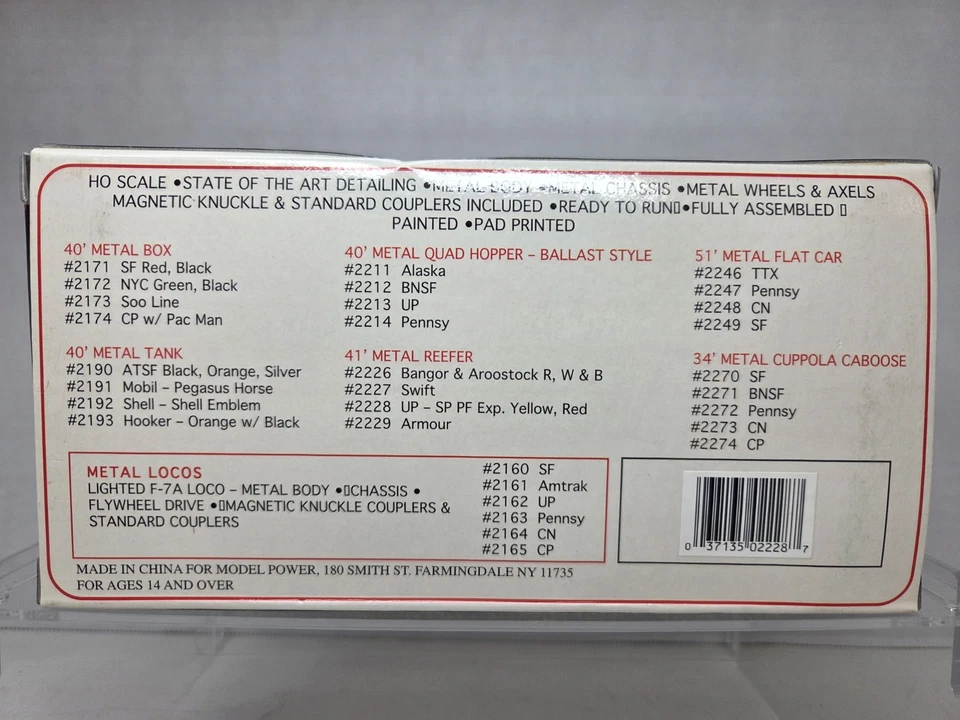 HO SCALE •STATE OF THE ART DETAILING •METAL BODY •METAL CHASSIS •METAL WHEELS & AXELS
MAGNETIC KNUCKLE & STANDARD COUPLERS INCLUDED •READY TO RUN▯•FULLY ASSEMBLED ▯
PAINTED •PAD PRINTED
40' METAL BOX
#2171 SF Red, Black
#2172 NYC Green, Black
#2173 Soo Line
#2174 CP w/ Pac Man
40' METAL QUAD HOPPER – BALLAST STYLE
#2211 Alaska
#2212 BNSF
#2213 UP
#2214 Pennsy
51' METAL FLAT CAR
#2246 TTX
#2247 Pennsy
#2248 CN
#2249 SF
40' METAL TANK
#2190 ATSF Black, Orange, Silver
#2191 Mobil – Pegasus Horse
#2192 Shell – Shell Emblem
#2193 Hooker – Orange w/ Black
41' METAL REEFER
#2226 Bangor & Aroostock R, W & B
#2227 Swift
#2228 UP – SP PF Exp. Yellow, Red
#2229 Armour
34' METAL CUPPOLA CABOOSE
#2270 SF
#2271 BNSF
#2272 Pennsy
#2273 CN
#2274 CP
METAL LOCOS
LIGHTED F-7A LOCO – METAL BODY •▯CHASSIS •
FLYWHEEL DRIVE •▯MAGNETIC KNUCKLE COUPLERS &
STANDARD COUPLERS
#2160 SF
#2161 Amtrak
#2162 UP
#2163 Pennsy
#2164 CN
#2165 CP
0 37135 02228 7
MADE IN CHINA FOR MODEL POWER, 180 SMITH ST. FARMINGDALE NY 11735
FOR AGES 14 AND OVER